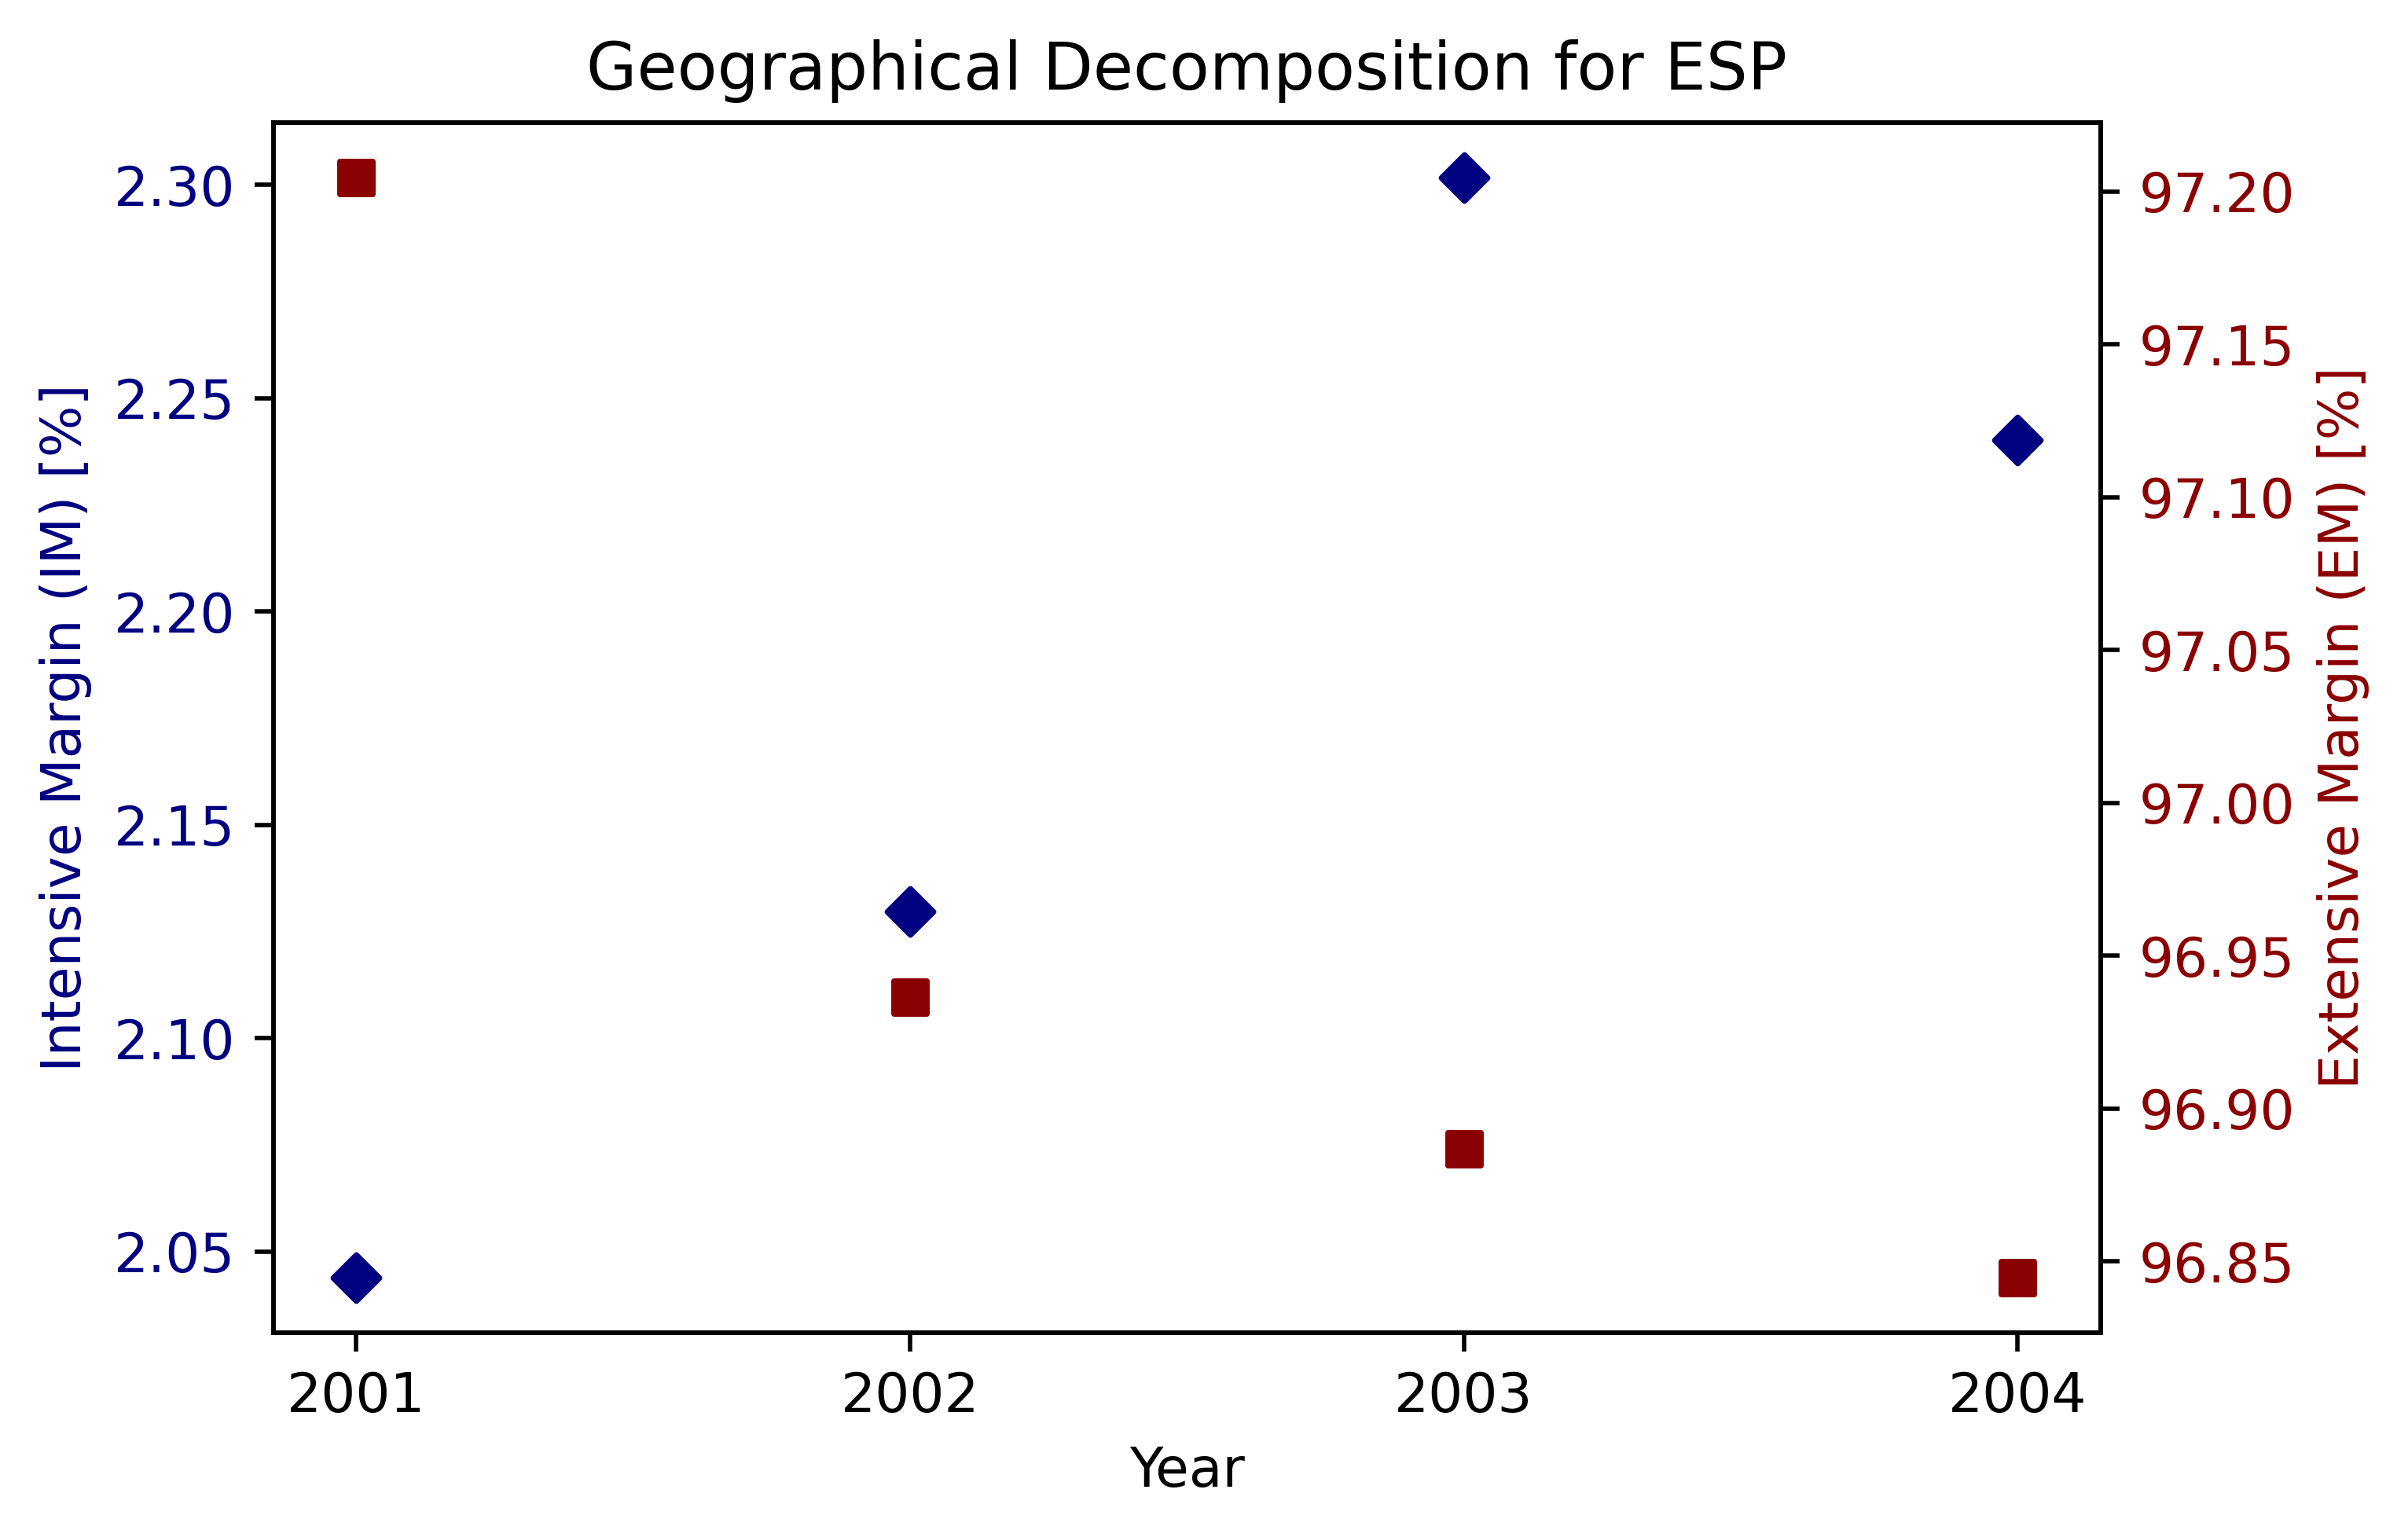 Geographical Decomposition for ESP
Intensive Margin (IM) [%]
2.30
2.25
2.20
2.15
2.10
2.05
97.20
97.15
97.10
97.05
97.00
96.95
96.90
96.85
Extensive Margin (EM) [%]
2001 2002 2003 2004
Year